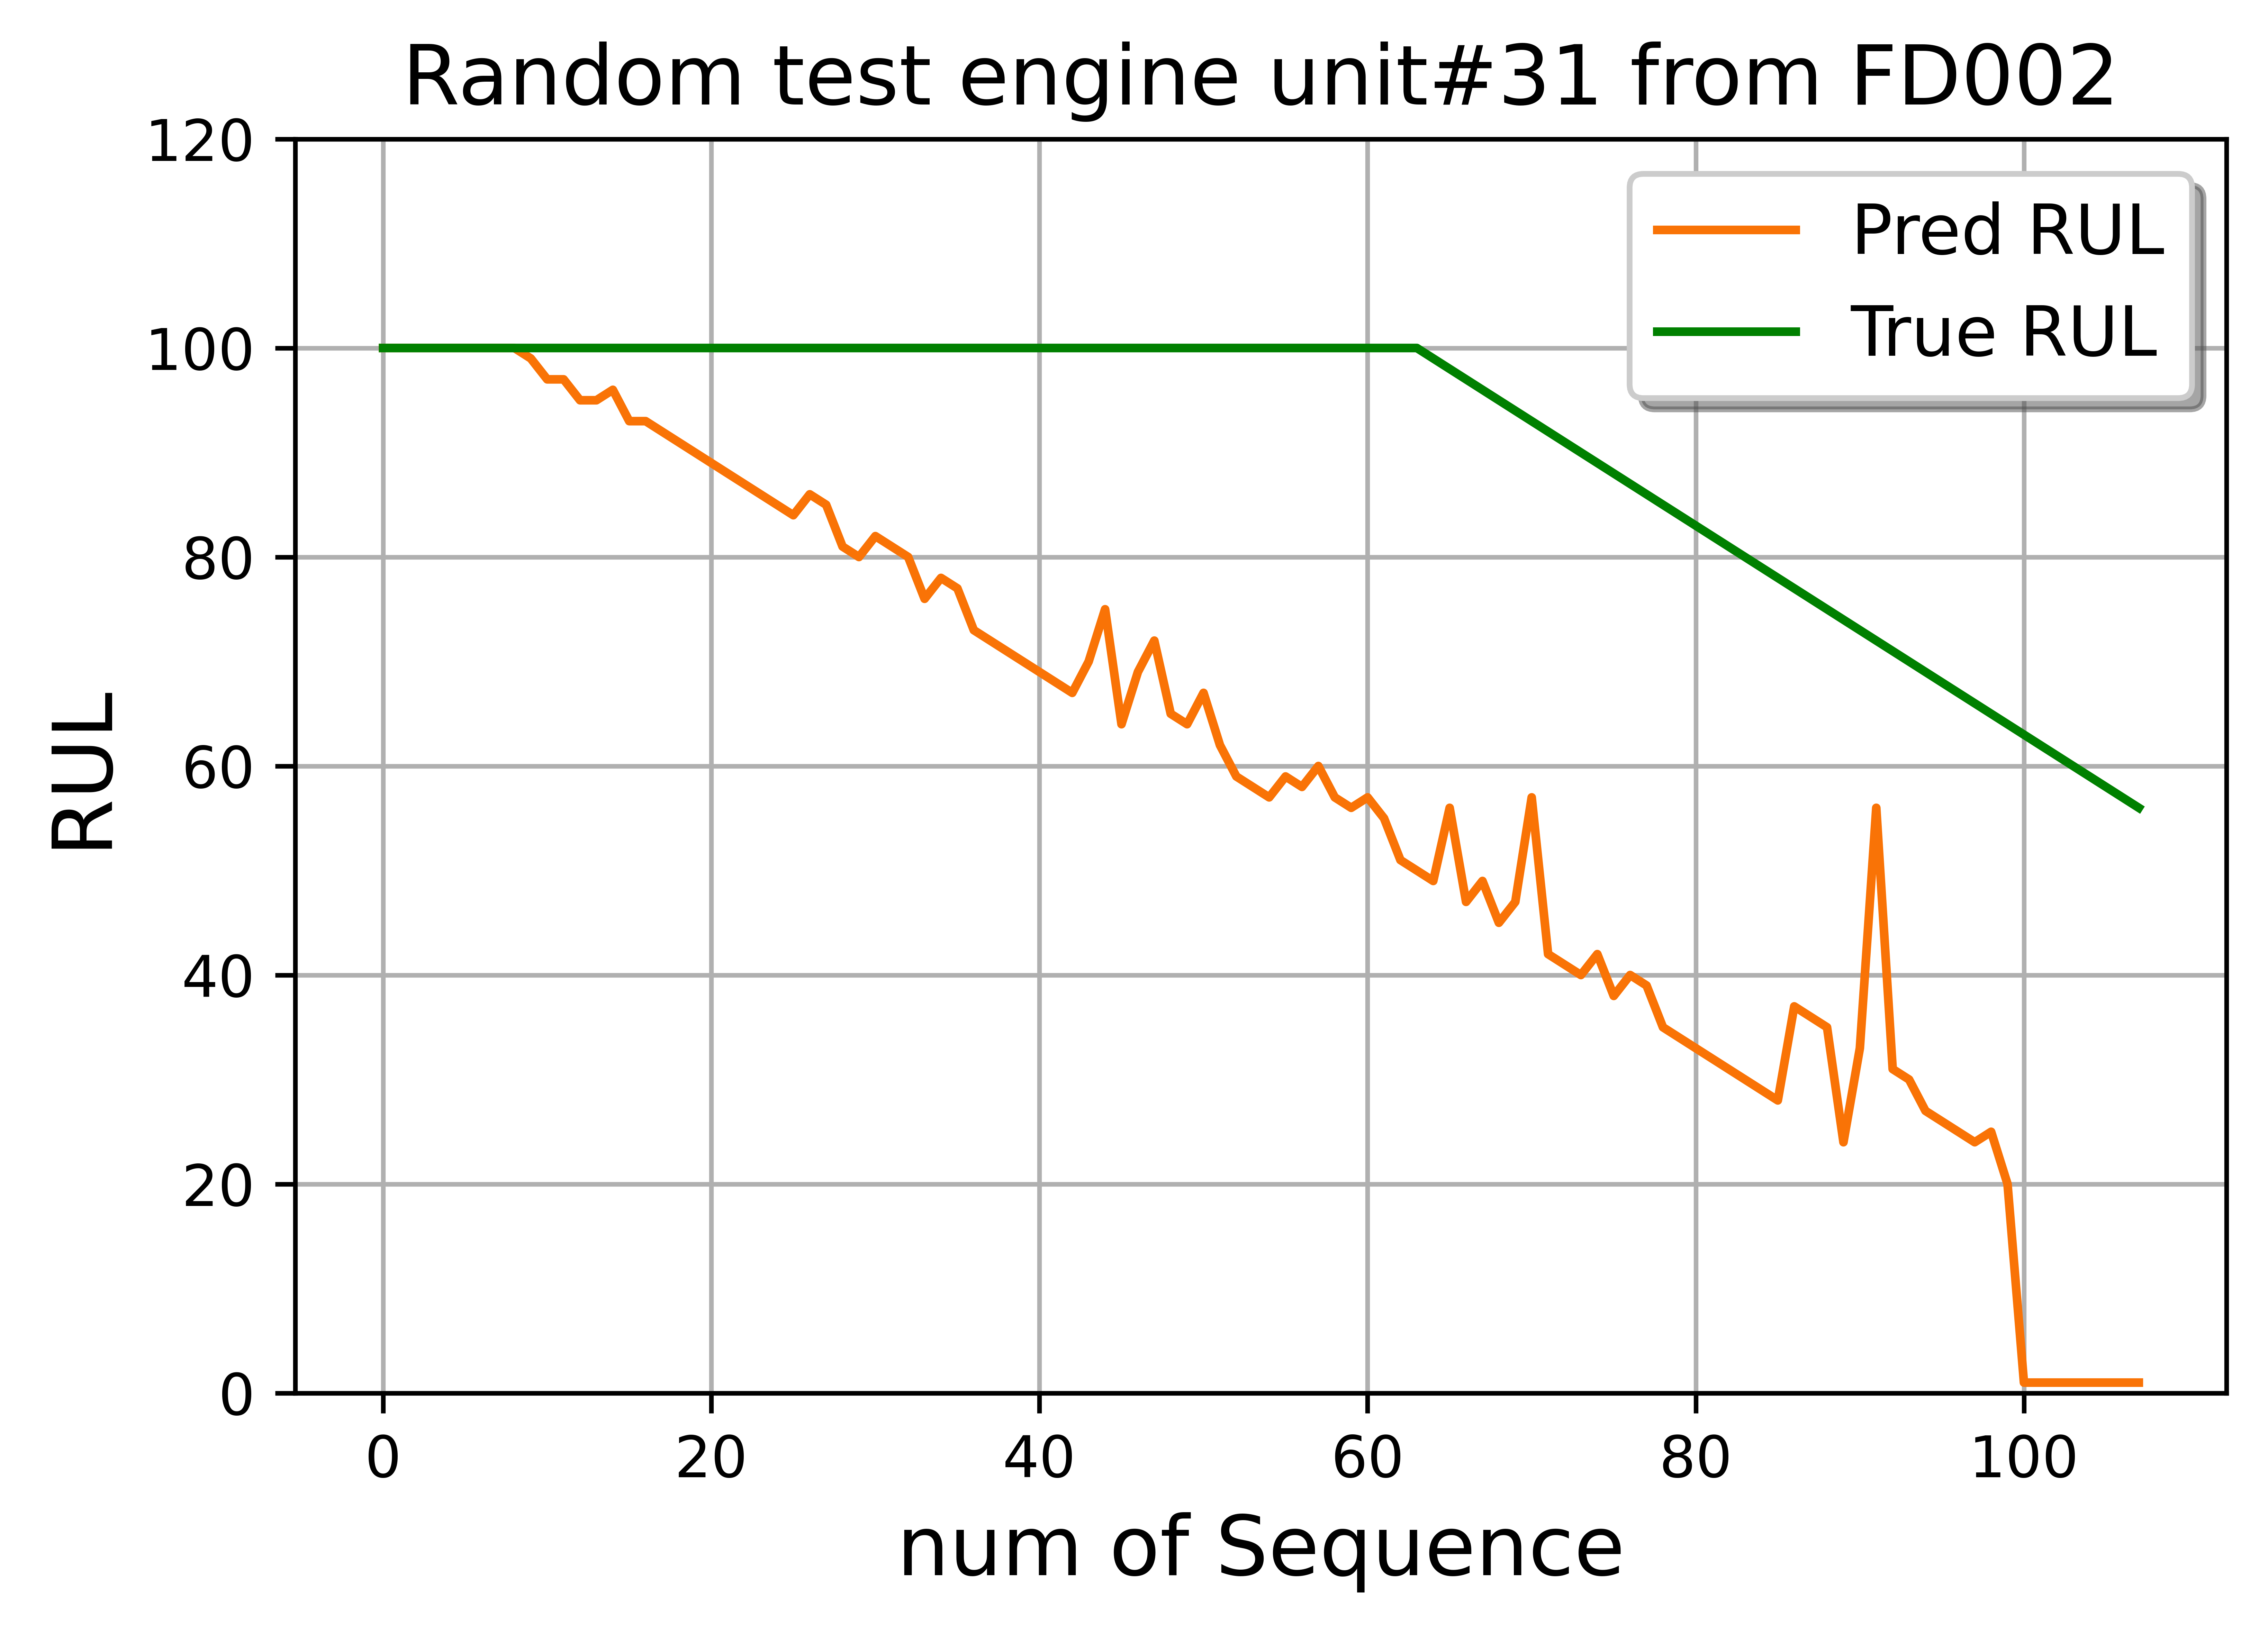 Random test engine unit#31 from FD002
120
100
80
60
40
20
0
RUL
Pred RUL
True RUL
0 20 40 60 80 100
num of Sequence